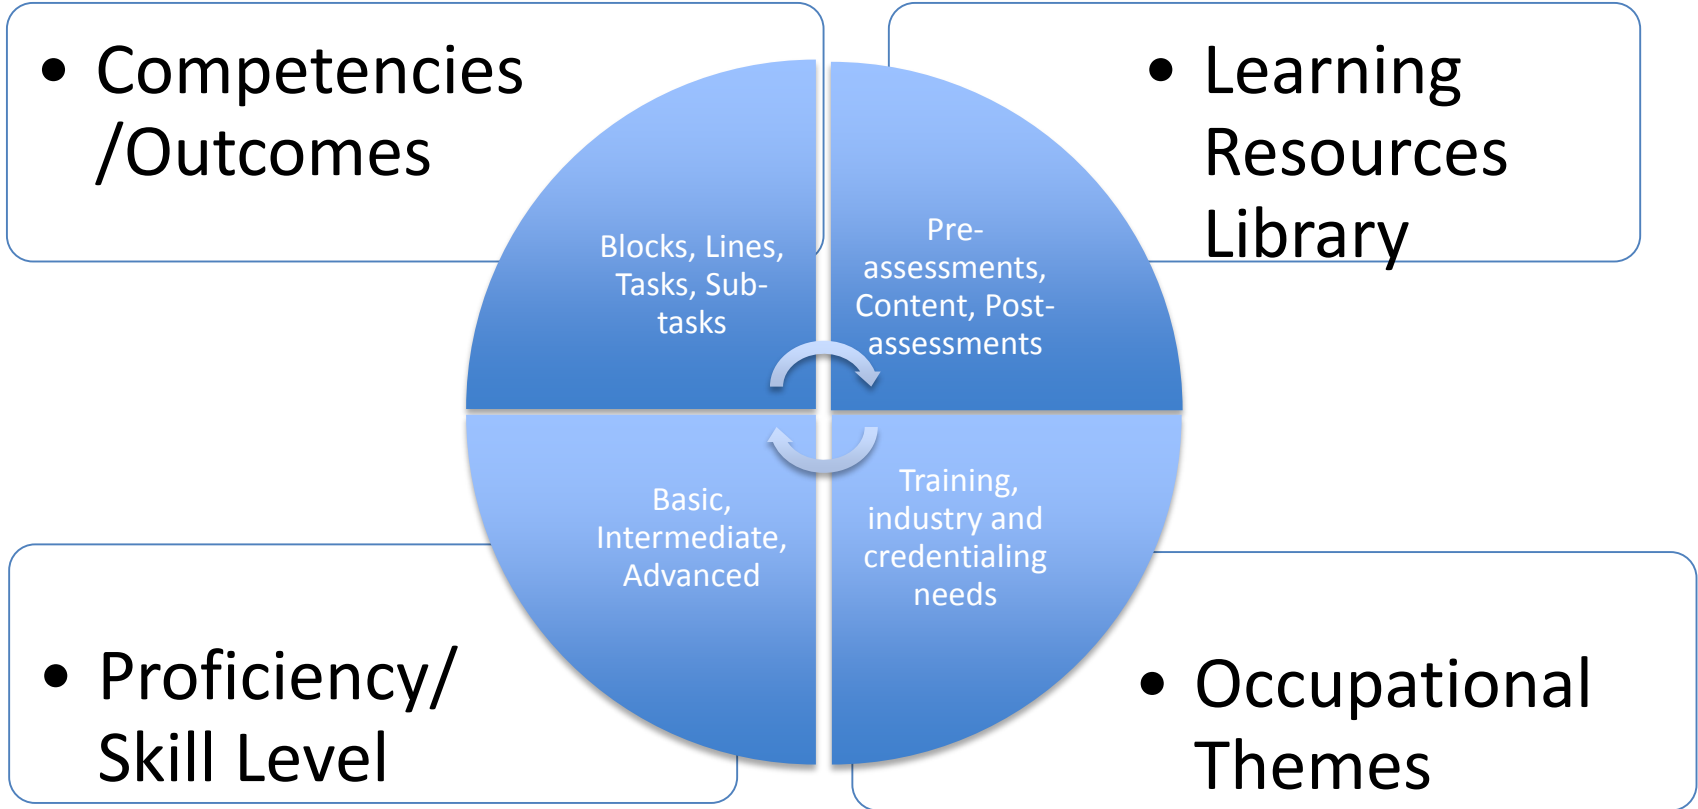 • Competencies
/Outcomes
• Learning
Resources
Library
Blocks, Lines,
Tasks, Sub-
tasks
Pre-
assessments,
Content, Post-
assessments
Basic,
Intermediate,
Advanced
Training,
industry and
credentialing
needs
• Proficiency/
Skill Level
• Occupational
Themes